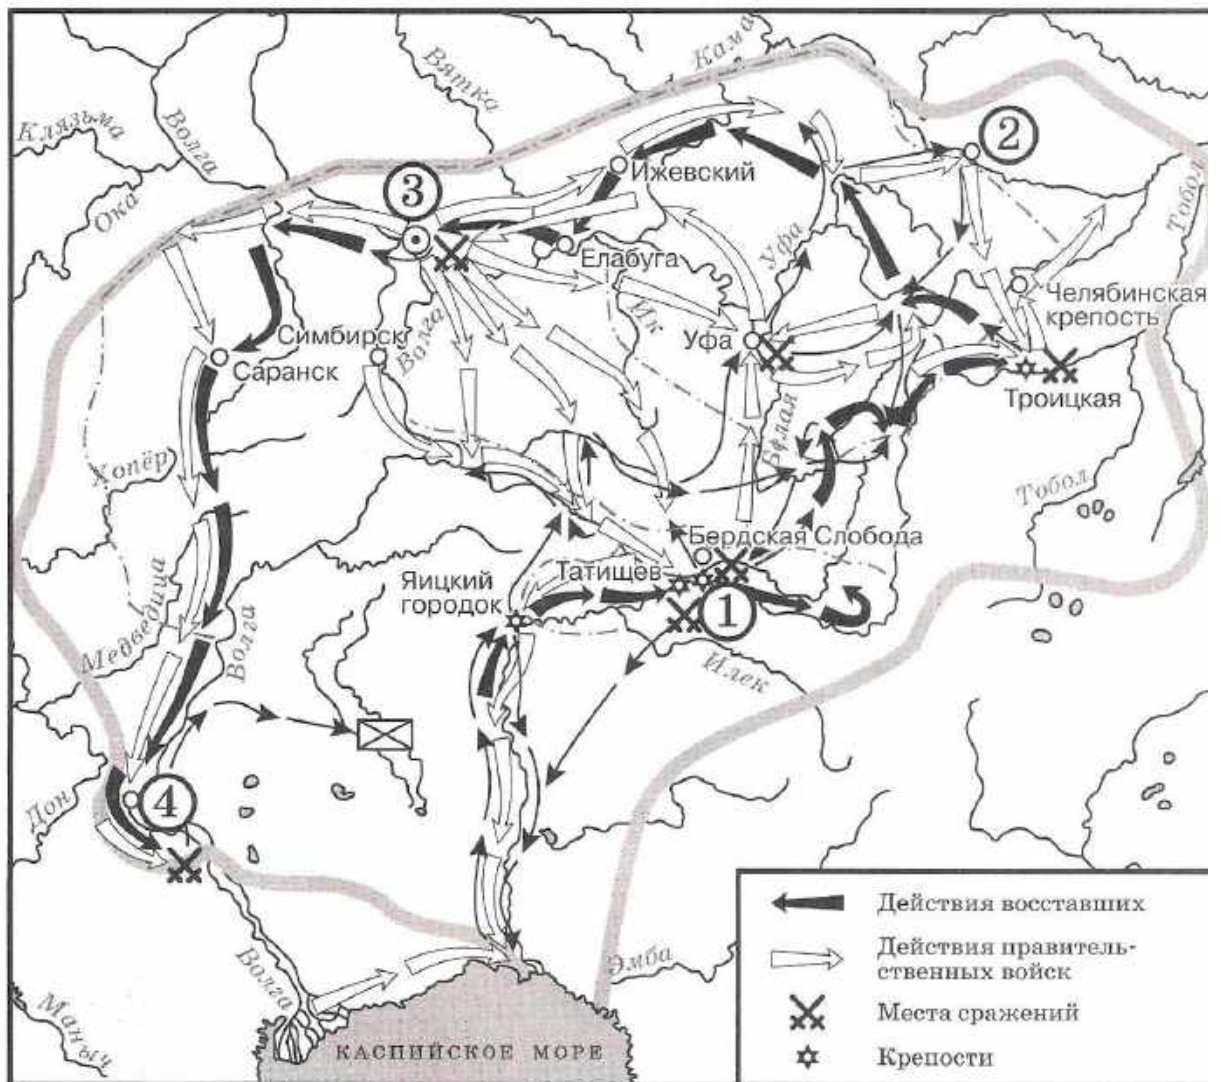 Кама
Вятка
Клязьма
Волга
Ока
2
3
Ижевский
Тобол
Елабуга
Уфа
Ик
Волга
Челябинская
крепость
Симбирск
Саранск
Уфа
Троицкая
Белая
Хопёр
Тобол
Бердская Слобода
Татищев
Яицкий
городок
1
Медведица
Волга
Илек
Дон
4
Волга
Эмба
Маныч
КАСПИЙСКОЕ МОРЕ
Действия восставших
Действия правитель-
ственных войск
Места сражений
Крепости